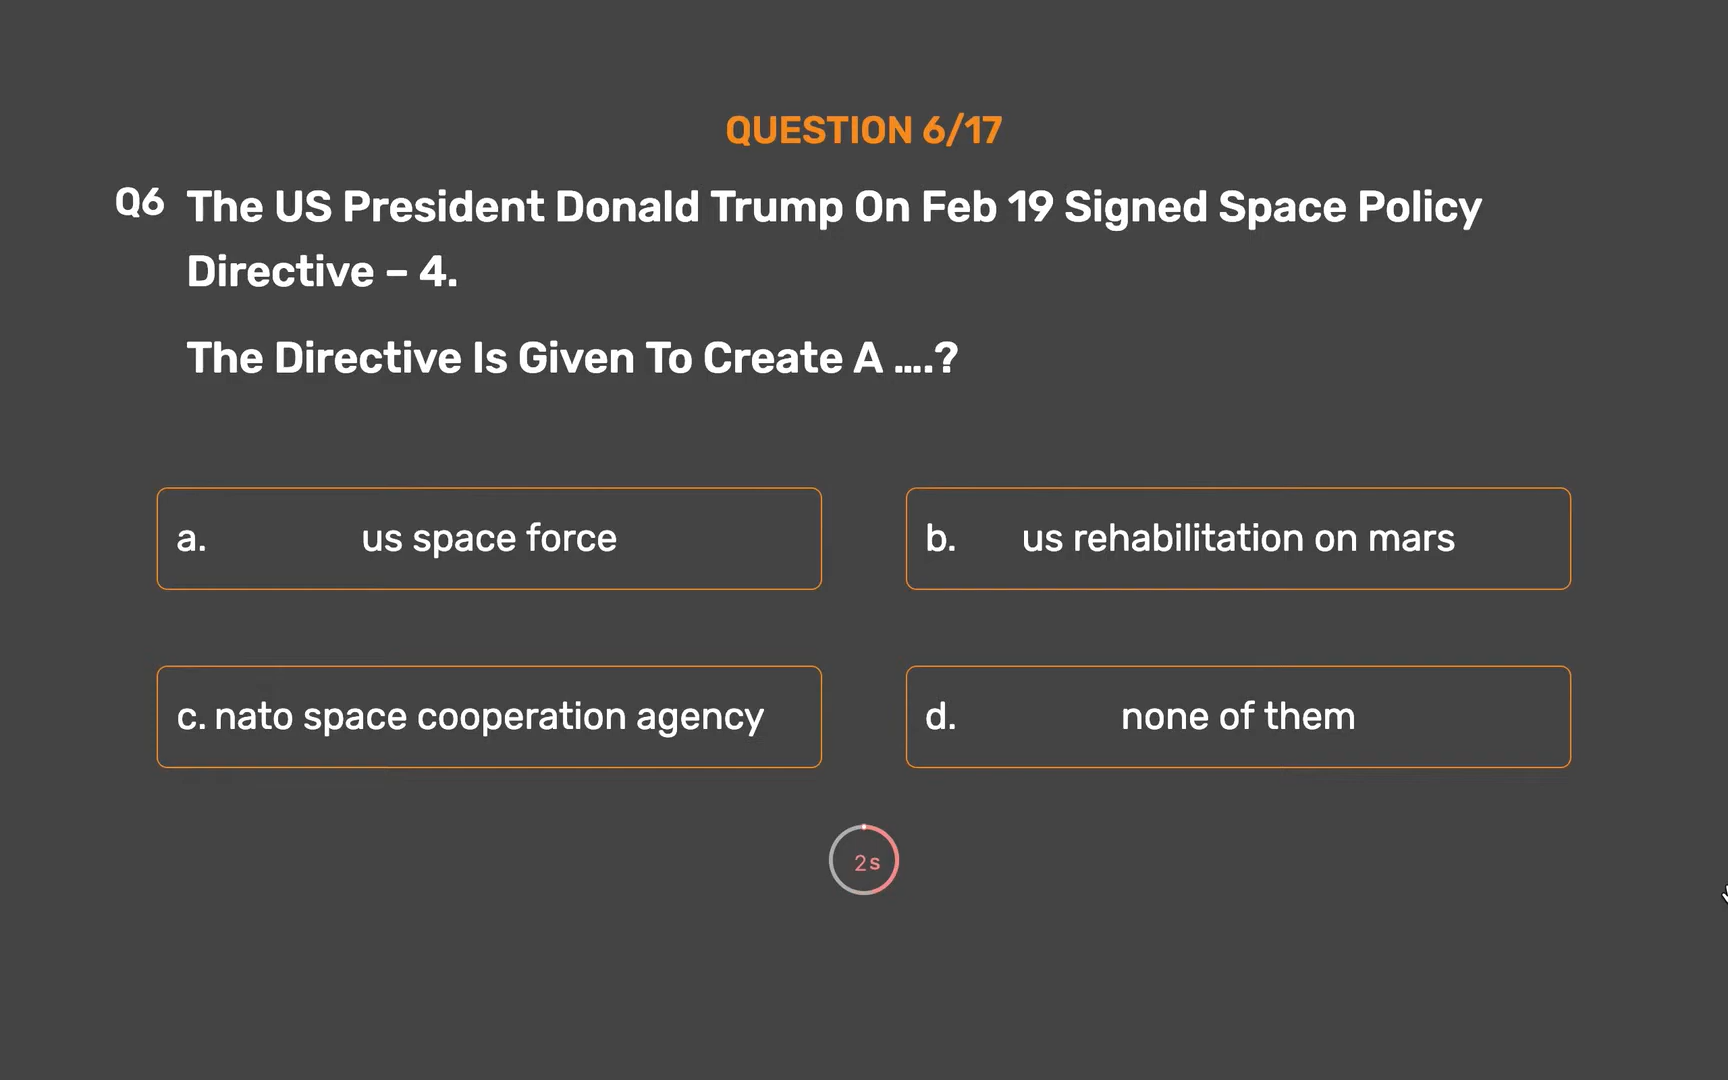 QUESTION 6/17
Q6 The US President Donald Trump On Feb 19 Signed Space Policy
Directive – 4.
The Directive Is Given To Create A ....?
a. us space force
b. us rehabilitation on mars
c. nato space cooperation agency
d. none of them
2s